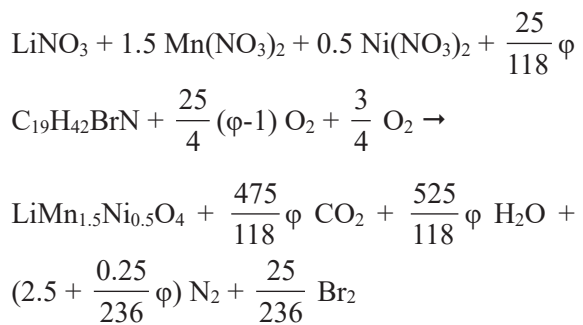 LiNO₃ + 1.5 Mn(NO₃)₂ + 0.5 Ni(NO₃)₂ + 25/118 φ
C₁₉H₄₂BrN + 25/4 (φ-1) O₂ + 3/4 O₂ →
LiMn₁.₅Ni₀.₅O₄ + 475/118 φ CO₂ + 525/118 φ H₂O +
(2.5 + 0.25/236 φ) N₂ + 25/236 Br₂